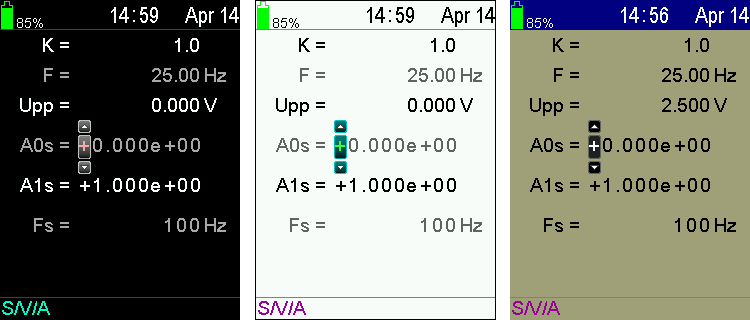 85% 14:59 Apr 14
K = 1.0
F = 25.00 Hz
Upp = 0.000 V
A0s = +0.000e+00
A1s = +1.000e+00
Fs = 100 Hz
S/V/A
85% 14:59 Apr 14
K = 1.0
F = 25.00 Hz
Upp = 0.000 V
A0s = +0.000e+00
A1s = +1.000e+00
Fs = 100 Hz
S/V/A
85% 14:56 Apr 14
K = 1.0
F = 25.00 Hz
Upp = 2.500 V
A0s = +0.000e+00
A1s = +1.000e+00
Fs = 100 Hz
S/V/A